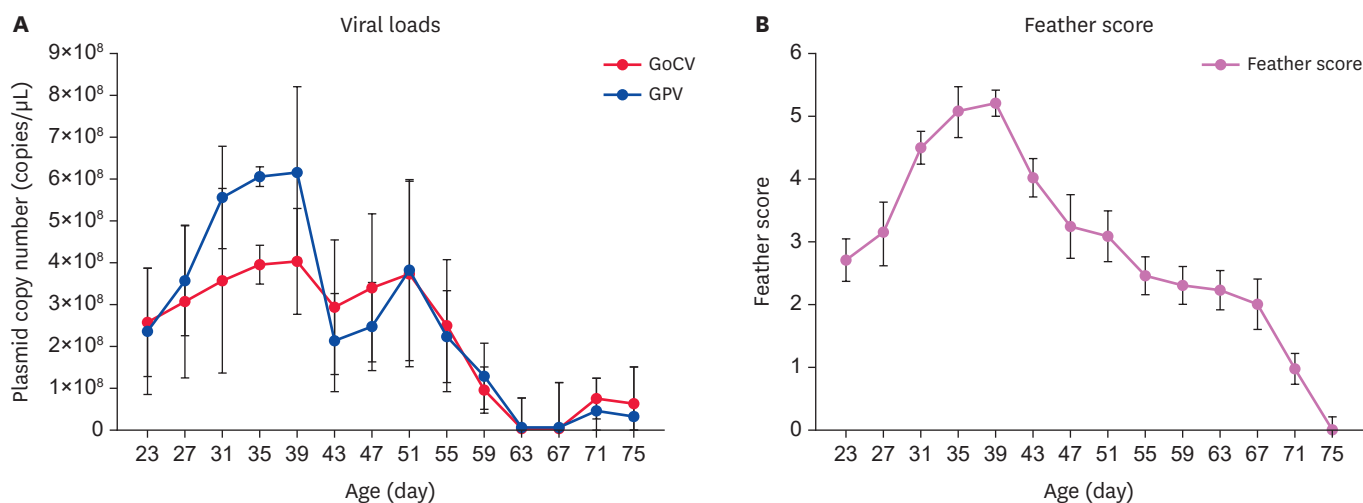 A
Viral loads
Plasmid copy number (copies/µL)
9×10⁸
8×10⁸
7×10⁸
6×10⁸
5×10⁸
4×10⁸
3×10⁸
2×10⁸
1×10⁸
0
GoCV
GPV
23 27 31 35 39 43 47 51 55 59 63 67 71 75
Age (day)
B
Feather score
Feather score
6
5
4
3
2
1
0
Feather score
23 27 31 35 39 43 47 51 55 59 63 67 71 75
Age (day)